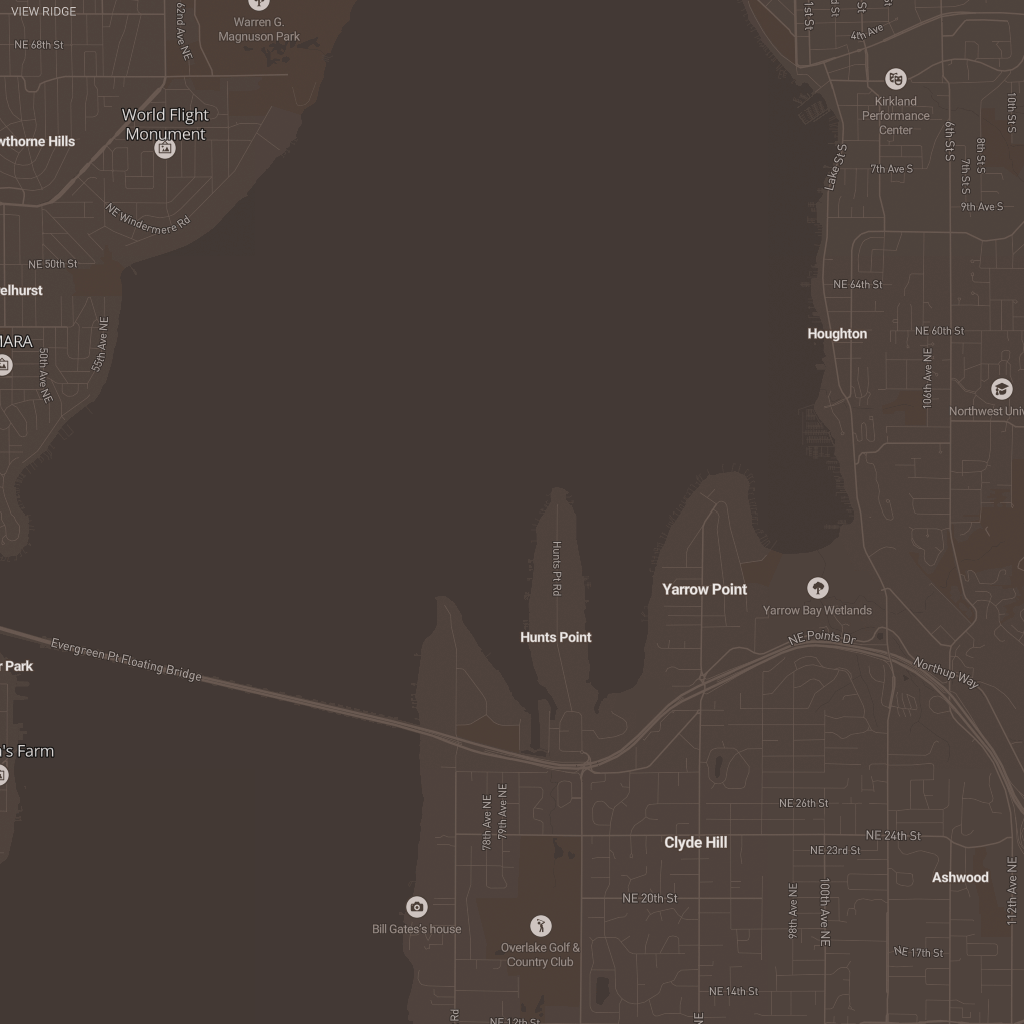 VIEW RIDGE
NE 68th St
62nd Ave NE
Warren G.
Magnuson Park
World Flight
Monument
wthorne Hills
NE Windermere Rd
NE 50th St
elhurst
55th Ave NE
50th Ave NE
MARA
1st St
4th Ave
Kirkland
Performance
Center
10th St S
6th St S
8th St S
7th St S
7th Ave S
9th Ave S
Lake St S
NE 64th St
Houghton
NE 60th St
106th Ave NE
Northwest Univ
Hunts Pt Rd
Hunts Point
Yarrow Point
Yarrow Bay Wetlands
NE Points Dr
Northup Way
Evergreen Pt Floating Bridge
r Park
's Farm
78th Ave NE
79th Ave NE
NE 26th St
NE 24th St
NE 23rd St
Clyde Hill
Ashwood
112th Ave NE
NE 20th St
98th Ave NE
100th Ave NE
NE 17th St
NE 14th St
NE 12th St
Bill Gates's house
Overlake Golf &
Country Club
Rd
NE